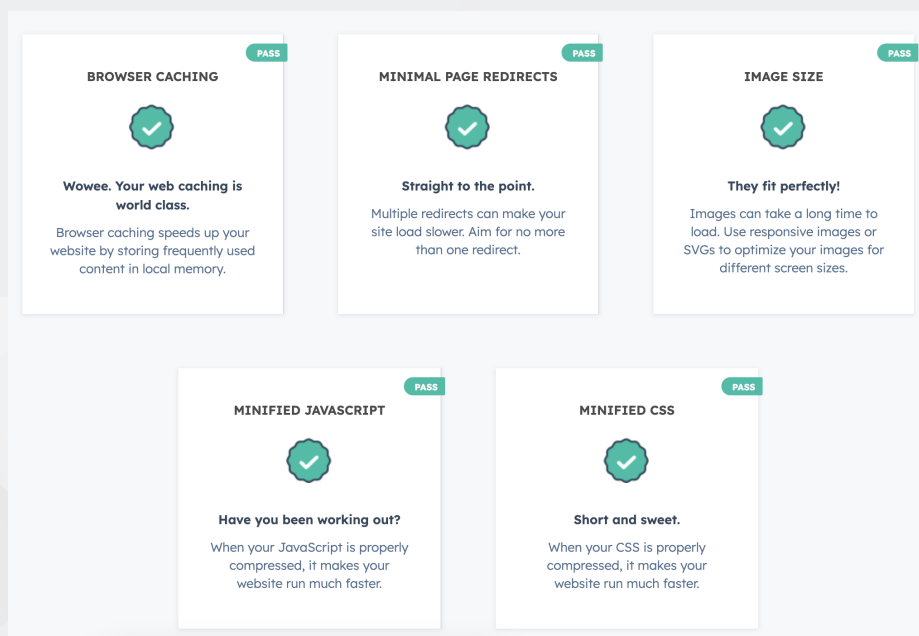 PASS
BROWSER CACHING
Wowee. Your web caching is
world class.
Browser caching speeds up your
website by storing frequently used
content in local memory.
PASS
MINIMAL PAGE REDIRECTS
Straight to the point.
Multiple redirects can make your
site load slower. Aim for no more
than one redirect.
PASS
IMAGE SIZE
They fit perfectly!
Images can take a long time to
load. Use responsive images or
SVGs to optimize your images for
different screen sizes.
PASS
MINIFIED JAVASCRIPT
Have you been working out?
When your JavaScript is properly
compressed, it makes your
website run much faster.
PASS
MINIFIED CSS
Short and sweet.
When your CSS is properly
compressed, it makes your
website run much faster.